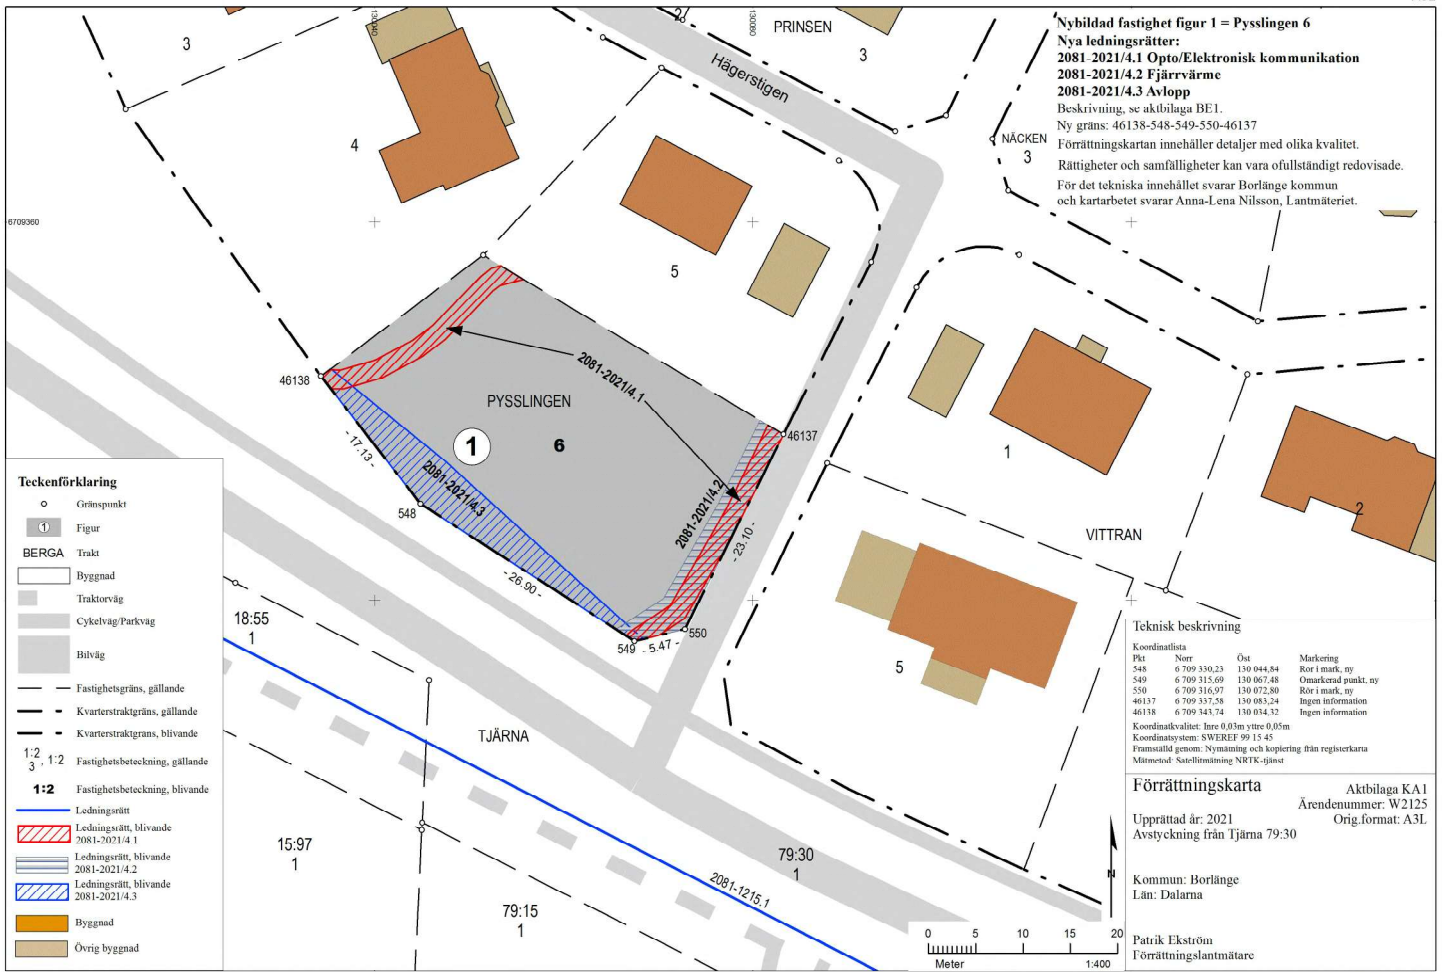 Nybildad fastighet figur 1 = Pysslingen 6
Nya ledningsrätter:
2081-2021/4.1 Opto/Elektronisk kommunikation
2081-2021/4.2 Fjärrvärme
2081-2021/4.3 Avlopp
Beskrivning, se aktbilaga BE1.
Ny gräns: 46138-548-549-550-46137
Förrättningskartan innehåller detaljer med olika kvalitet.
Rättigheter och samfälligheter kan vara ofullständigt redovisade.
För det tekniska innehållet svarar Borlänge kommun
och kartarbetet svarar Anna-Lena Nilsson, Lantmäteriet.
130040
130080
6709360
3
4
PRINSEN
3
2
Hägerstigen
NÄCKEN
3
5
46138
PYSSLINGEN
1
6
2081-2021/4.1
2081-2021/4.2
2081-2021/4.3
46137
- 17.13 -
548
- 26.90 -
- 23.10 -
549
- 5.47 -
550
1
2
VITTRAN
5
18:55
1
TJÄRNA
15:97
1
79:15
1
79:30
1
2081-1215.1
Teckenförklaring
Gränspunkt
1 Figur
BERGA Trakt
Byggnad
Traktorväg
Cykelväg/Parkväg
Bilväg
Fastighetsgräns, gällande
Kvarterstraktgräns, gällande
Kvarterstraktgräns, blivande
1:2
3 , 1:2 Fastighetsbeteckning, gällande
1:2 Fastighetsbeteckning, blivande
Ledningsrätt
Ledningsrätt, blivande
2081-2021/4.1
Ledningsrätt, blivande
2081-2021/4.2
Ledningsrätt, blivande
2081-2021/4.3
Byggnad
Övrig byggnad
Teknisk beskrivning
Koordinatlista
Pkt Norr Öst Markering
548 6 709 330,23 130 044,84 Rör i mark, ny
549 6 709 315,69 130 067,48 Omarkerad punkt, ny
550 6 709 316,97 130 072,80 Rör i mark, ny
46137 6 709 337,58 130 083,24 Ingen information
46138 6 709 343,74 130 034,32 Ingen information
Koordinatkvalitet: Inre 0,03m yttre 0,05m
Koordinatsystem: SWEREF 99 15 45
Framställd genom: Nymätning och kopiering från registerkarta
Mätmetod: Satellitmätning NRTK-tjänst
Förrättningskarta
Aktbilaga KA1
Ärendenummer: W2125
Orig.format: A3L
Upprättad år: 2021
Avstyckning från Tjärna 79:30
Kommun: Borlänge
Län: Dalarna
Patrik Ekström
Förrättningslantmätare
N
0 5 10 15 20
Meter 1:400